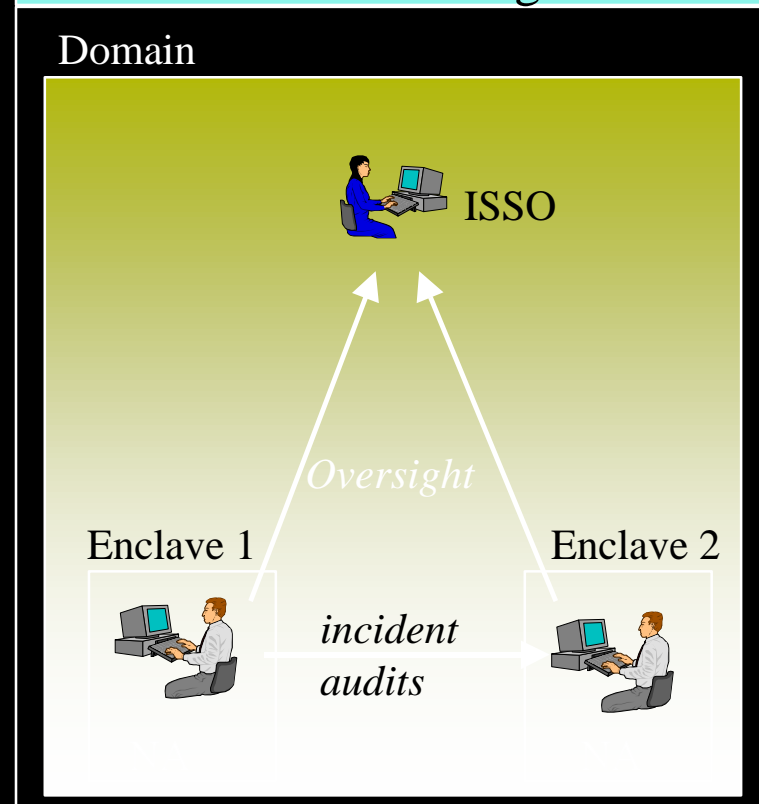 Domain
ISSO
Oversight
Enclave 1
Enclave 2
incident
audits